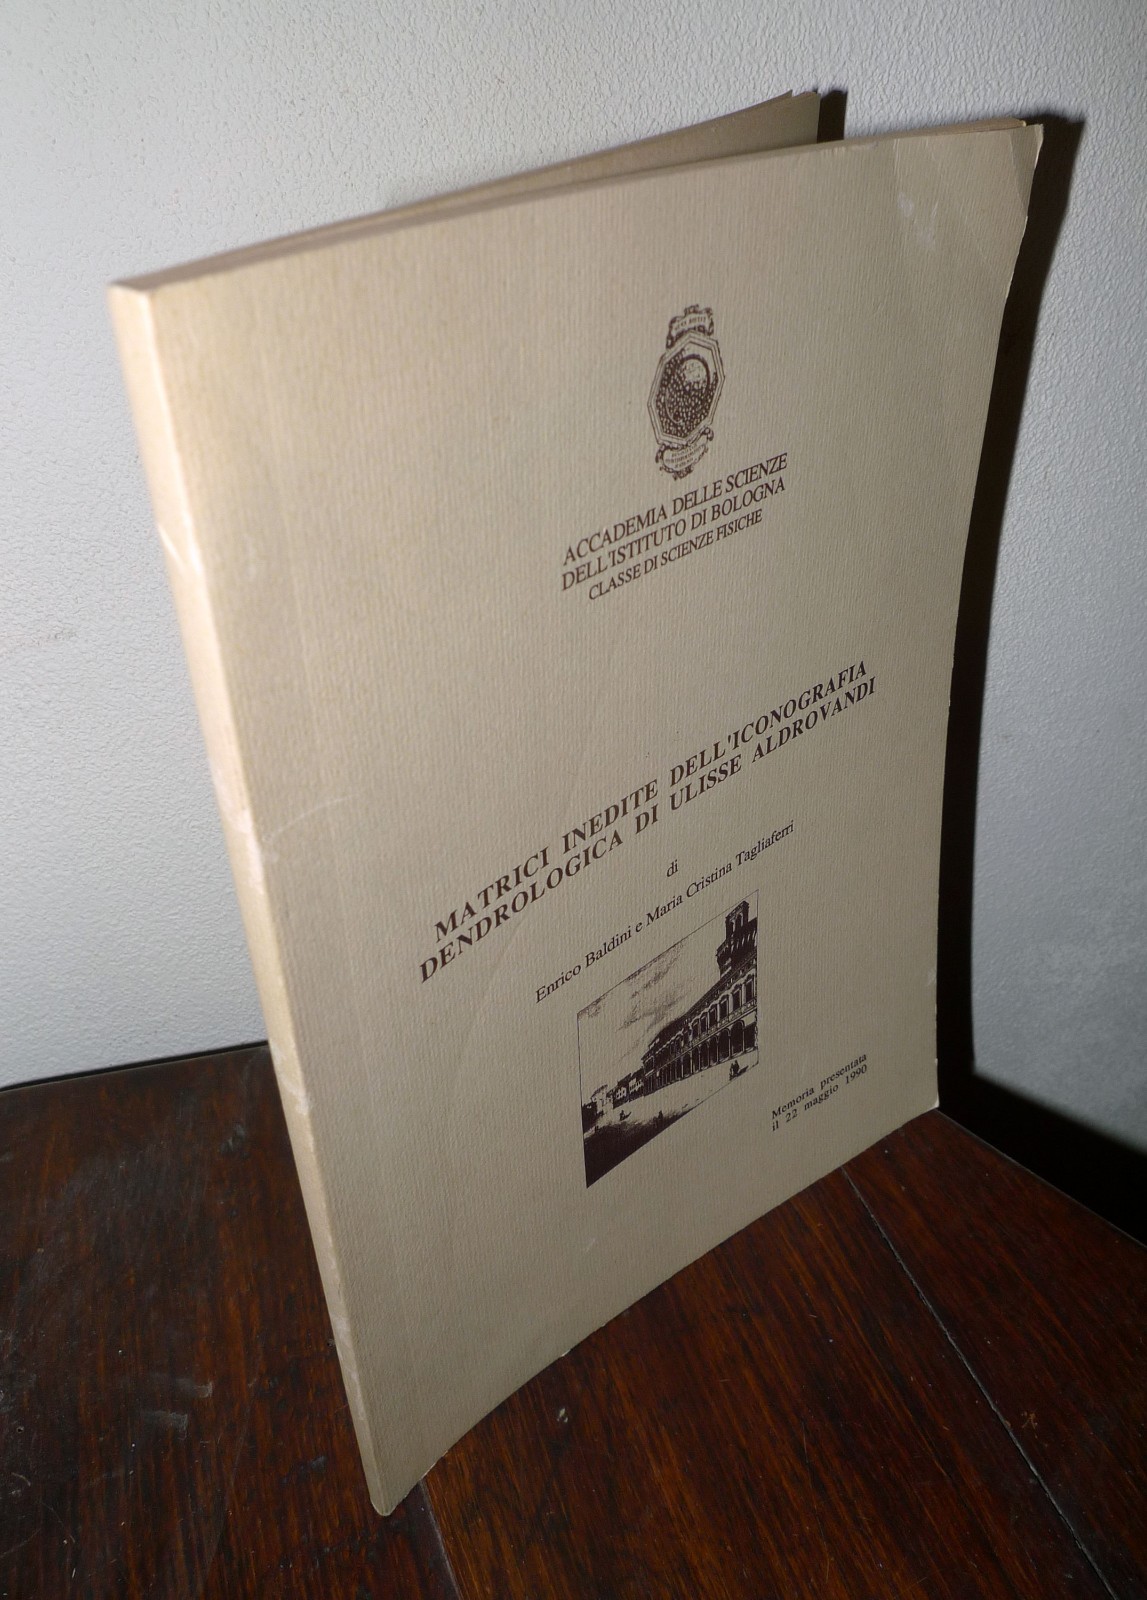 ACCADEMIA DELLE SCIENZE
DELL'ISTITUTO DI BOLOGNA
CLASSE DI SCIENZE FISICHE
MATRICI INEDITE DELL'ICONOGRAFIA
DENDROLOGICA DI ULISSE ALDROVANDI
di
Enrico Baldini e Maria Cristina Tagliaferri
Memoria presentata
il 22 maggio 1990